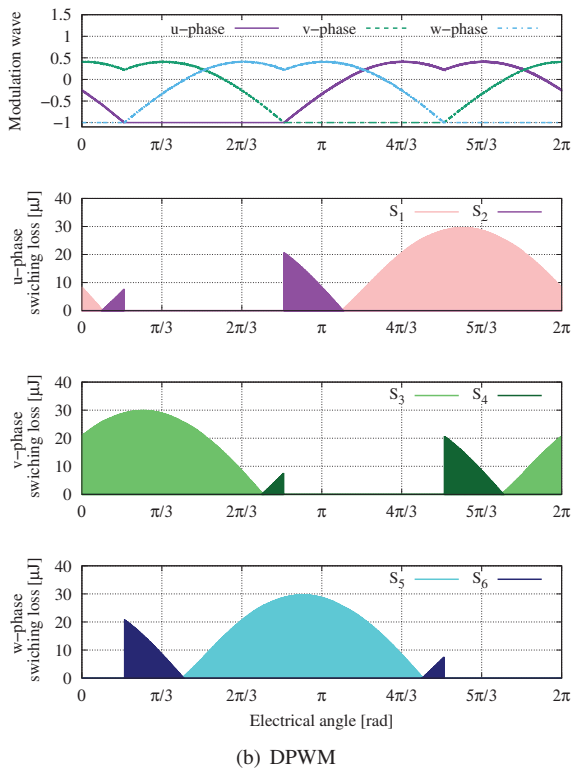 u-phase v-phase w-phase
Modulation wave
1.5
1
0.5
0
-0.5
-1
0 π/3 2π/3 π 4π/3 5π/3 2π
S1 S2
u-phase
swiching loss [μJ]
40
30
20
10
0
0 π/3 2π/3 π 4π/3 5π/3 2π
S3 S4
v-phase
swiching loss [μJ]
40
30
20
10
0
0 π/3 2π/3 π 4π/3 5π/3 2π
S5 S6
w-phase
swiching loss [μJ]
40
30
20
10
0
0 π/3 2π/3 π 4π/3 5π/3 2π
Electrical angle [rad]
(b) DPWM